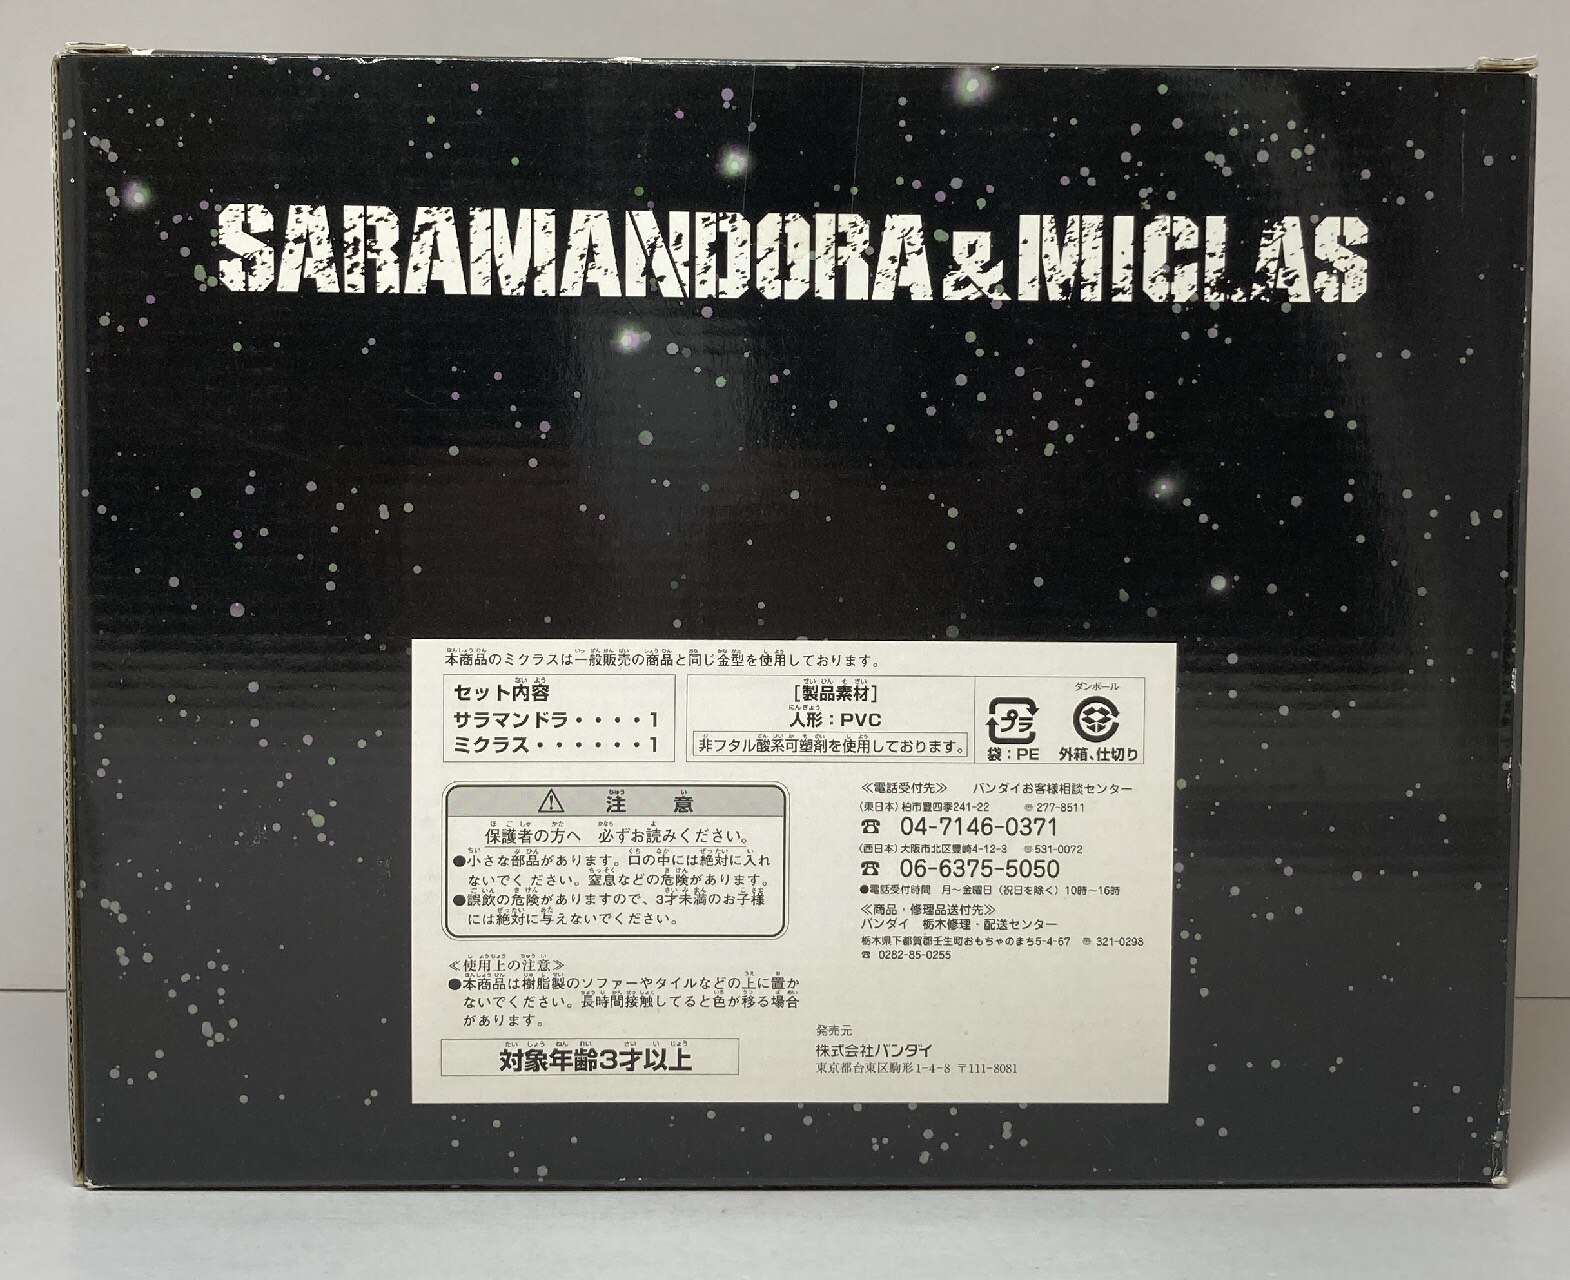 SARAMANDORA&MICLAS
本商品のミクラスは一般販売の商品と同じ金型を使用しております。
セット内容
サラマンドラ・・・・1
ミクラス・・・・・・1
[製品素材]
人形：PVC
非フタル酸系可塑剤を使用しております。
プラ
袋：PE
ダンボール
外箱、仕切り
注意
保護者の方へ 必ずお読みください。
●小さな部品があります。口の中には絶対に入れ
ないでください。窒息などの危険があります。
●誤飲の危険がありますので、3才未満のお子様
には絶対に与えないでください。
≪使用上の注意≫
●本商品は樹脂製のソファーやタイルなどの上に置か
ないでください。長時間接触してると色が移る場合
があります。
対象年齢3才以上
≪電話受付先≫ バンダイお客様相談センター
(東日本) 柏市豊四季241-22 〒277-8511
☎ 04-7146-0371
(西日本) 大阪市北区豊崎4-12-3 〒531-0072
☎ 06-6375-5050
●電話受付時間 月～金曜日（祝日を除く）10時～16時
≪商品・修理品送付先≫
バンダイ 栃木修理・配送センター
栃木県下都賀郡壬生町おもちゃのまち5-4-67 〒321-0298
☎ 0282-85-0255
発売元
株式会社バンダイ
東京都台東区駒形1-4-8 〒111-8081